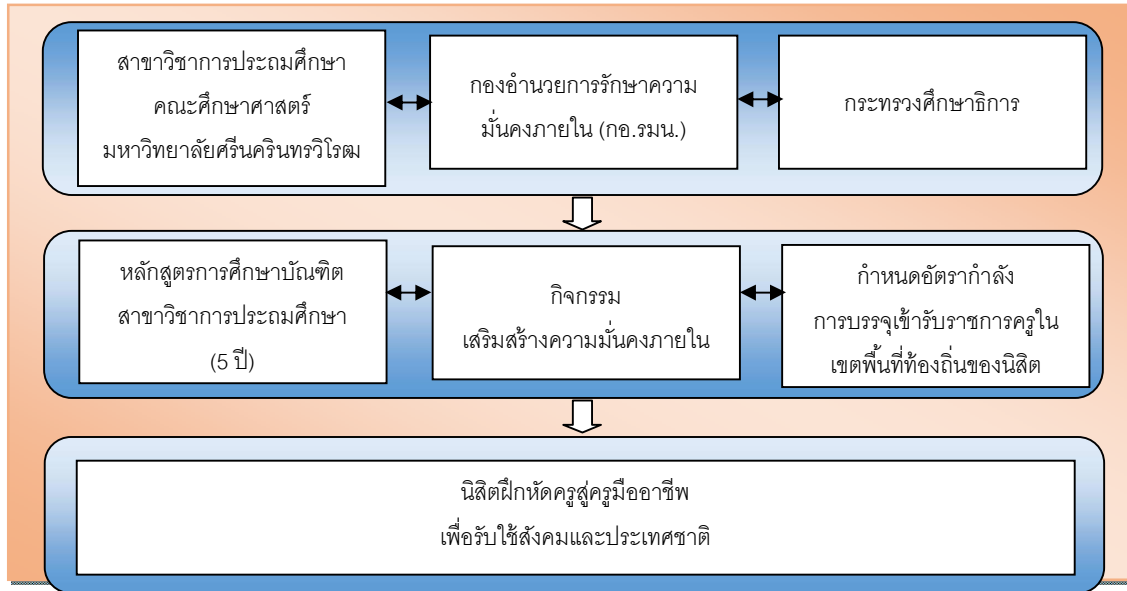 สาขาวิชาการประถมศึกษา
คณะศึกษาศาสตร์
มหาวิทยาลัยศรีนครินทรวิโรฒ
กองอำนวยการรักษาความ
มั่นคงภายใน (กอ.รมน.)
กระทรวงศึกษาธิการ
หลักสูตรการศึกษาบัณฑิต
สาขาวิชาการประถมศึกษา
(5 ปี)
กิจกรรม
เสริมสร้างความมั่นคงภายใน
กำหนดอัตรากำลัง
การบรรจุเข้ารับราชการครูใน
เขตพื้นที่ท้องถิ่นของนิสิต
นิสิตฝึกหัดครูสู่ครูมืออาชีพ
เพื่อรับใช้สังคมและประเทศชาติ